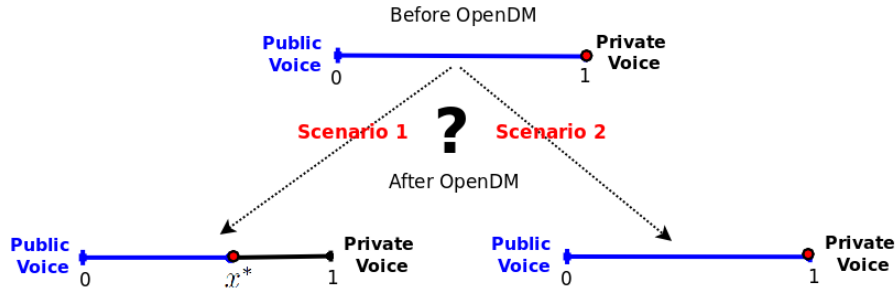 Before OpenDM
Public
Voice
0
1
Private
Voice
Scenario 1
?
Scenario 2
After OpenDM
Public
Voice
0
x*
1
Private
Voice
Public
Voice
0
1
Private
Voice